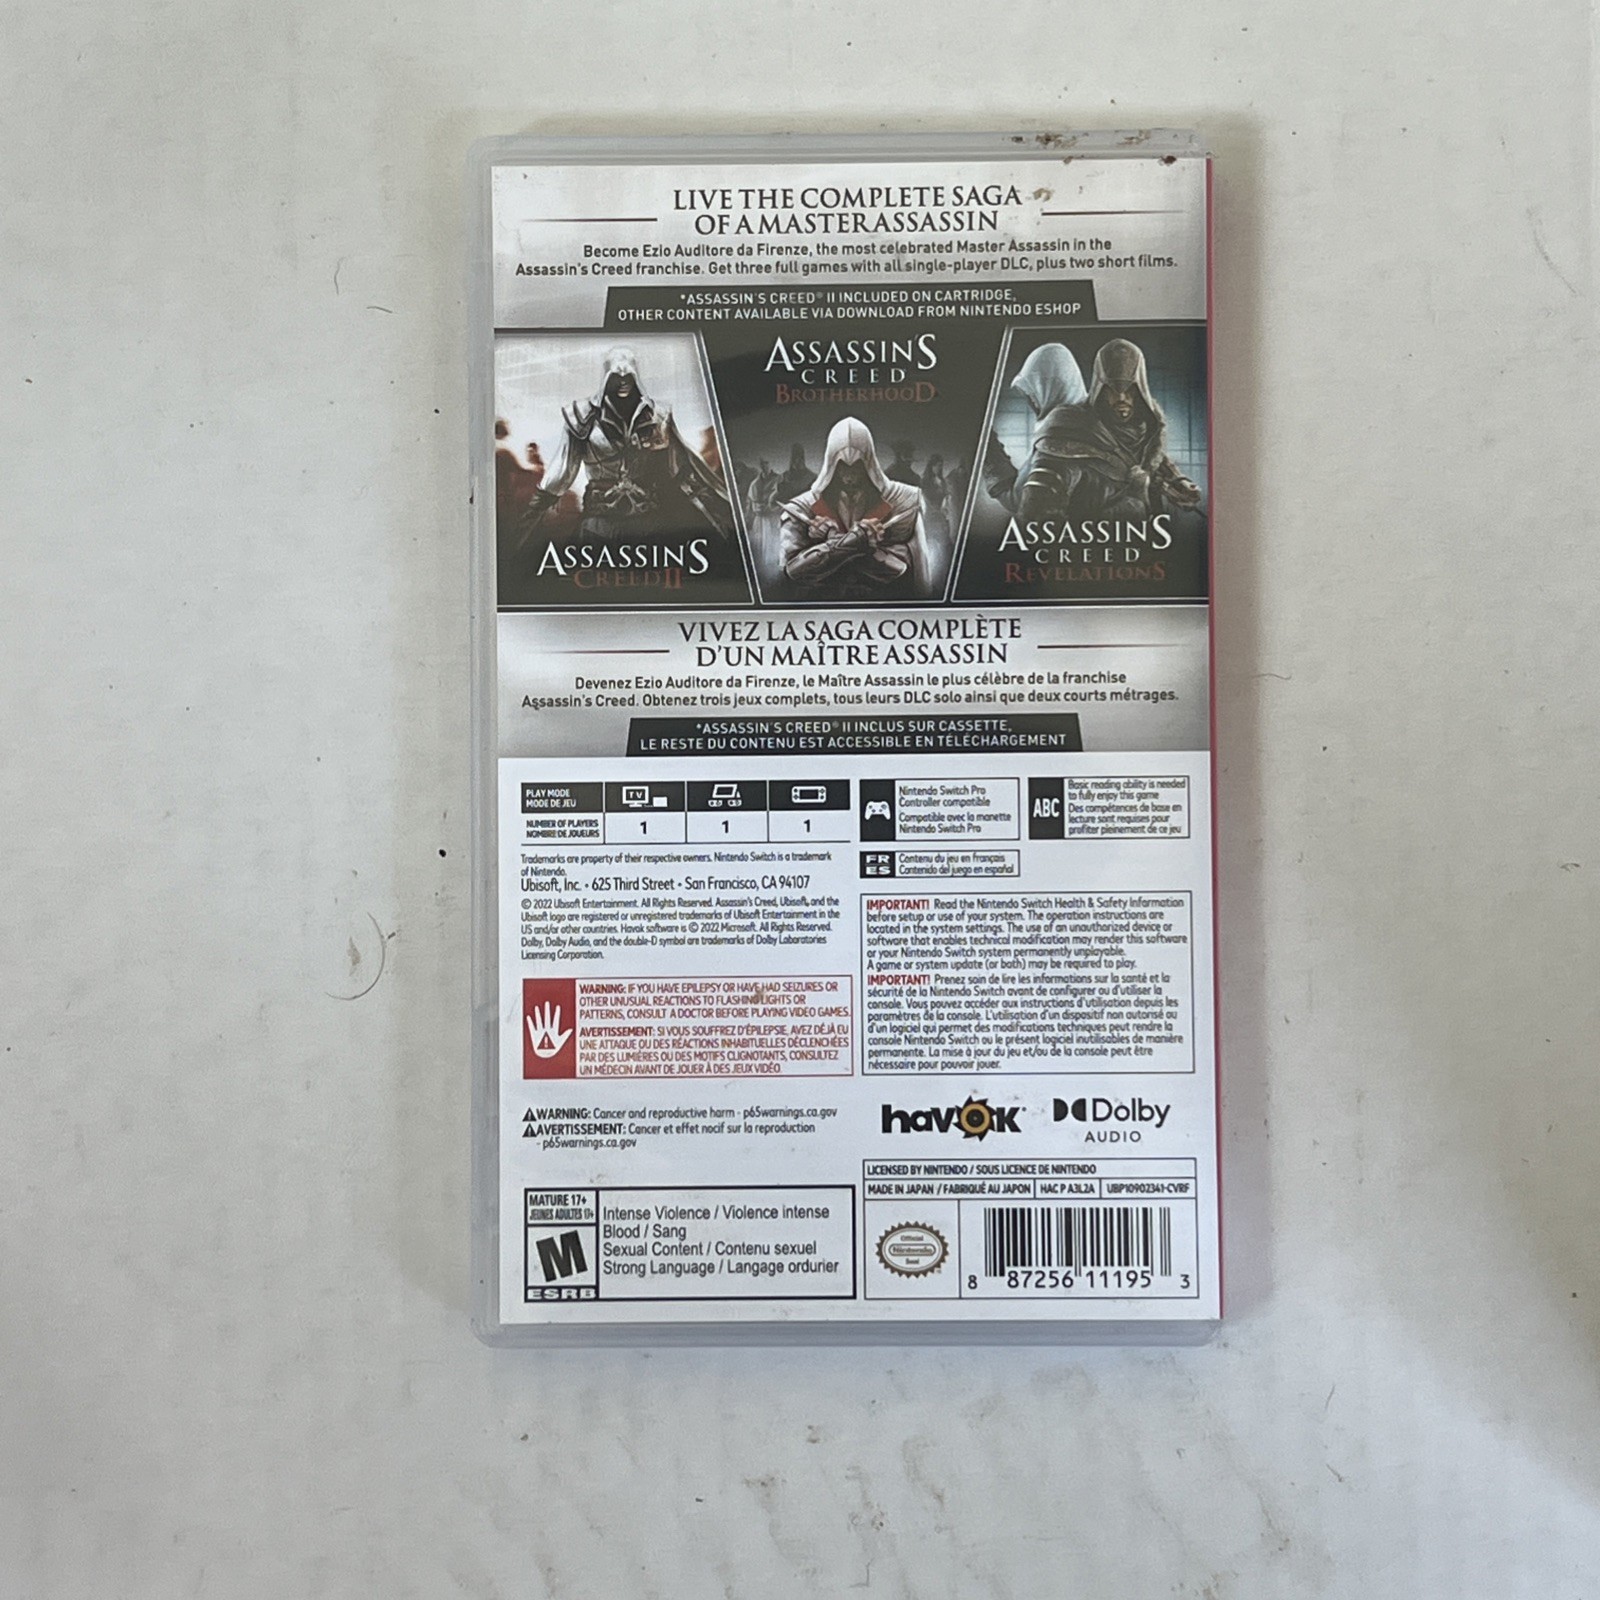 LIVE THE COMPLETE SAGA
OF A MASTER ASSASSIN
Become Ezio Auditore da Firenze, the most celebrated Master Assassin in the
Assassin's Creed franchise. Get three full games with all single-player DLC, plus two short films.
*ASSASSIN'S CREED® II INCLUDED ON CARTRIDGE,
OTHER CONTENT AVAILABLE VIA DOWNLOAD FROM NINTENDO ESHOP
ASSASSIN'S
CREED II
ASSASSIN'S
CREED
BROTHERHOOD
ASSASSIN'S
CREED
REVELATIONS
VIVEZ LA SAGA COMPLÈTE
D'UN MAÎTRE ASSASSIN
Devenez Ezio Auditore da Firenze, le Maître Assassin le plus célèbre de la franchise
Assassin's Creed. Obtenez trois jeux complets, tous leurs DLC solo ainsi que deux courts métrages.
*ASSASSIN'S CREED® II INCLUS SUR CASSETTE,
LE RESTE DU CONTENU EST ACCESSIBLE EN TÉLÉCHARGEMENT
PLAY MODE
MODE DE JEU
TV
NUMBER OF PLAYERS
NOMBRE DE JOUEURS
1
1
1
Nintendo Switch Pro
Controller compatible
Compatible avec la manette
Nintendo Switch Pro
ABC
Basic reading ability is needed
to fully enjoy this game
Des compétences de base en
lecture sont requises pour
profiter pleinement de ce jeu
FR
ES
Contenu du jeu en français
Contenido del juego en español
Trademarks are property of their respective owners. Nintendo Switch is a trademark
of Nintendo.
Ubisoft, Inc. • 625 Third Street • San Francisco, CA 94107
© 2022 Ubisoft Entertainment. All Rights Reserved. Assassin's Creed, Ubisoft, and the
Ubisoft logo are registered or unregistered trademarks of Ubisoft Entertainment in the
US and/or other countries. Havok software is © 2022 Microsoft. All Rights Reserved.
Dolby, Dolby Audio, and the double-D symbol are trademarks of Dolby Laboratories
Licensing Corporation.
IMPORTANT! Read the Nintendo Switch Health & Safety Information
before setup or use of your system. The operation instructions are
located in the system settings. The use of an unauthorized device or
software that enables technical modification may render this software
or your Nintendo Switch system permanently unplayable.
A game or system update (or both) may be required to play.
IMPORTANT! Prenez soin de lire les informations sur la santé et la
sécurité de la Nintendo Switch avant de configurer ou d'utiliser la
console. Vous pouvez accéder aux instructions d'utilisation depuis les
paramètres de la console. L'utilisation d'un dispositif non autorisé ou
d'un logiciel qui permet des modifications techniques peut rendre la
console Nintendo Switch ou le présent logiciel inutilisables de manière
permanente. La mise à jour du jeu et/ou de la console peut être
nécessaire pour pouvoir jouer.
WARNING: IF YOU HAVE EPILEPSY OR HAVE HAD SEIZURES OR
OTHER UNUSUAL REACTIONS TO FLASHING LIGHTS OR
PATTERNS, CONSULT A DOCTOR BEFORE PLAYING VIDEO GAMES.
AVERTISSEMENT: SI VOUS SOUFFREZ D'ÉPILEPSIE, AVEZ DÉJÀ EU
UNE ATTAQUE OU DES RÉACTIONS INHABITUELLES DÉCLENCHÉES
PAR DES LUMIÈRES OU DES MOTIFS CLIGNOTANTS, CONSULTEZ
UN MÉDECIN AVANT DE JOUER À DES JEUX VIDÉO.
⚠WARNING: Cancer and reproductive harm - p65warnings.ca.gov
⚠AVERTISSEMENT: Cancer et effet nocif sur la reproduction
- p65warnings.ca.gov
havok
Dolby
AUDIO
MATURE 17+
JEUNES ADULTES 17+
M
ESRB
Intense Violence / Violence intense
Blood / Sang
Sexual Content / Contenu sexuel
Strong Language / Langage ordurier
LICENSED BY NINTENDO / SOUS LICENCE DE NINTENDO
MADE IN JAPAN / FABRIQUÉ AU JAPON HAC P A3L2A UBP10902341-CVRF
Official
Nintendo
Seal
8 87256 11195 3